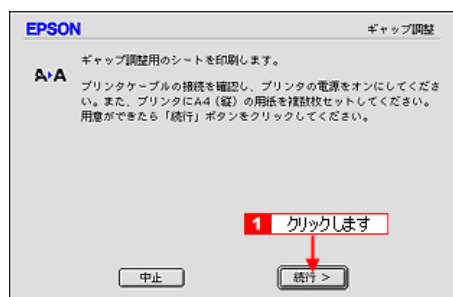 EPSON ギャップ調整
ギャップ調整用のシートを印刷します。
A▸A
プリンタケーブルの接続を確認し、プリンタの電源をオンにしてくださ
い。また、プリンタにA4（縦）の用紙を複数枚セットしてください。
用意ができたら「続行」ボタンをクリックしてください。
1 クリックします
中止 続行 >